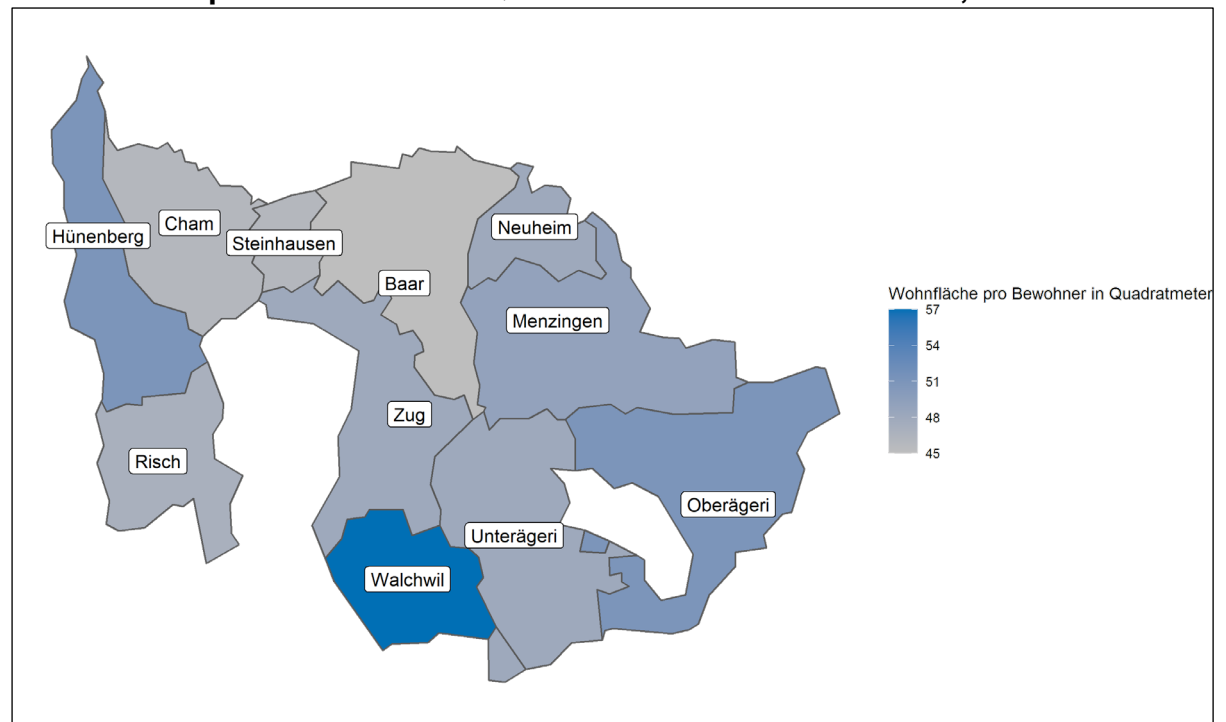 Hünenberg
Cham
Steinhausen
Baar
Neuheim
Menzingen
Zug
Risch
Oberägeri
Unterägeri
Walchwil
Wohnfläche pro Bewohner in Quadratmeter
57
54
51
48
45